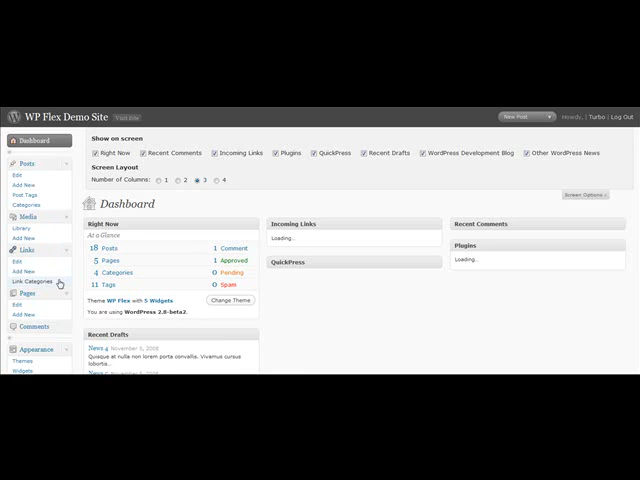 WP Flex Demo Site Visit Site New Post Howdy, | Turbo | Log Out
Dashboard
Posts
Edit
Add New
Post Tags
Categories
Media
Library
Add New
Links
Edit
Add New
Link Categories
Pages
Edit
Add New
Comments
Appearance
Themes
Widgets
Show on screen
Right Now Recent Comments Incoming Links Plugins QuickPress Recent Drafts WordPress Development Blog Other WordPress News
Screen Layout
Number of Columns: 1 2 3 4
Screen Options
Dashboard
Right Now
At a Glance
18 Posts 1 Comment
5 Pages 1 Approved
4 Categories 0 Pending
11 Tags 0 Spam
Theme WP Flex with 5 Widgets Change Theme
You are using WordPress 2.8-beta2.
Recent Drafts
News 4 November 5, 2008
Quisque at nulla non lorem porta convallis. Vivamus cursus
lobortis...
News 5 November 5, 2008
Incoming Links
Loading...
QuickPress
Recent Comments
Plugins
Loading...